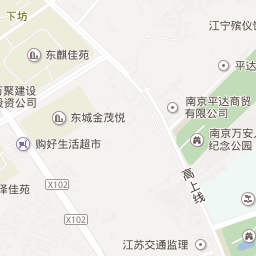 下坊
江宁殡仪馆
东麒佳苑
平达
万聚建设
投资公司
南京平达商贸
有限公司
东城金茂悦
购好生活超市
南京万安
纪念公园
高上线
X102
泽佳苑
X102
江苏交通监理